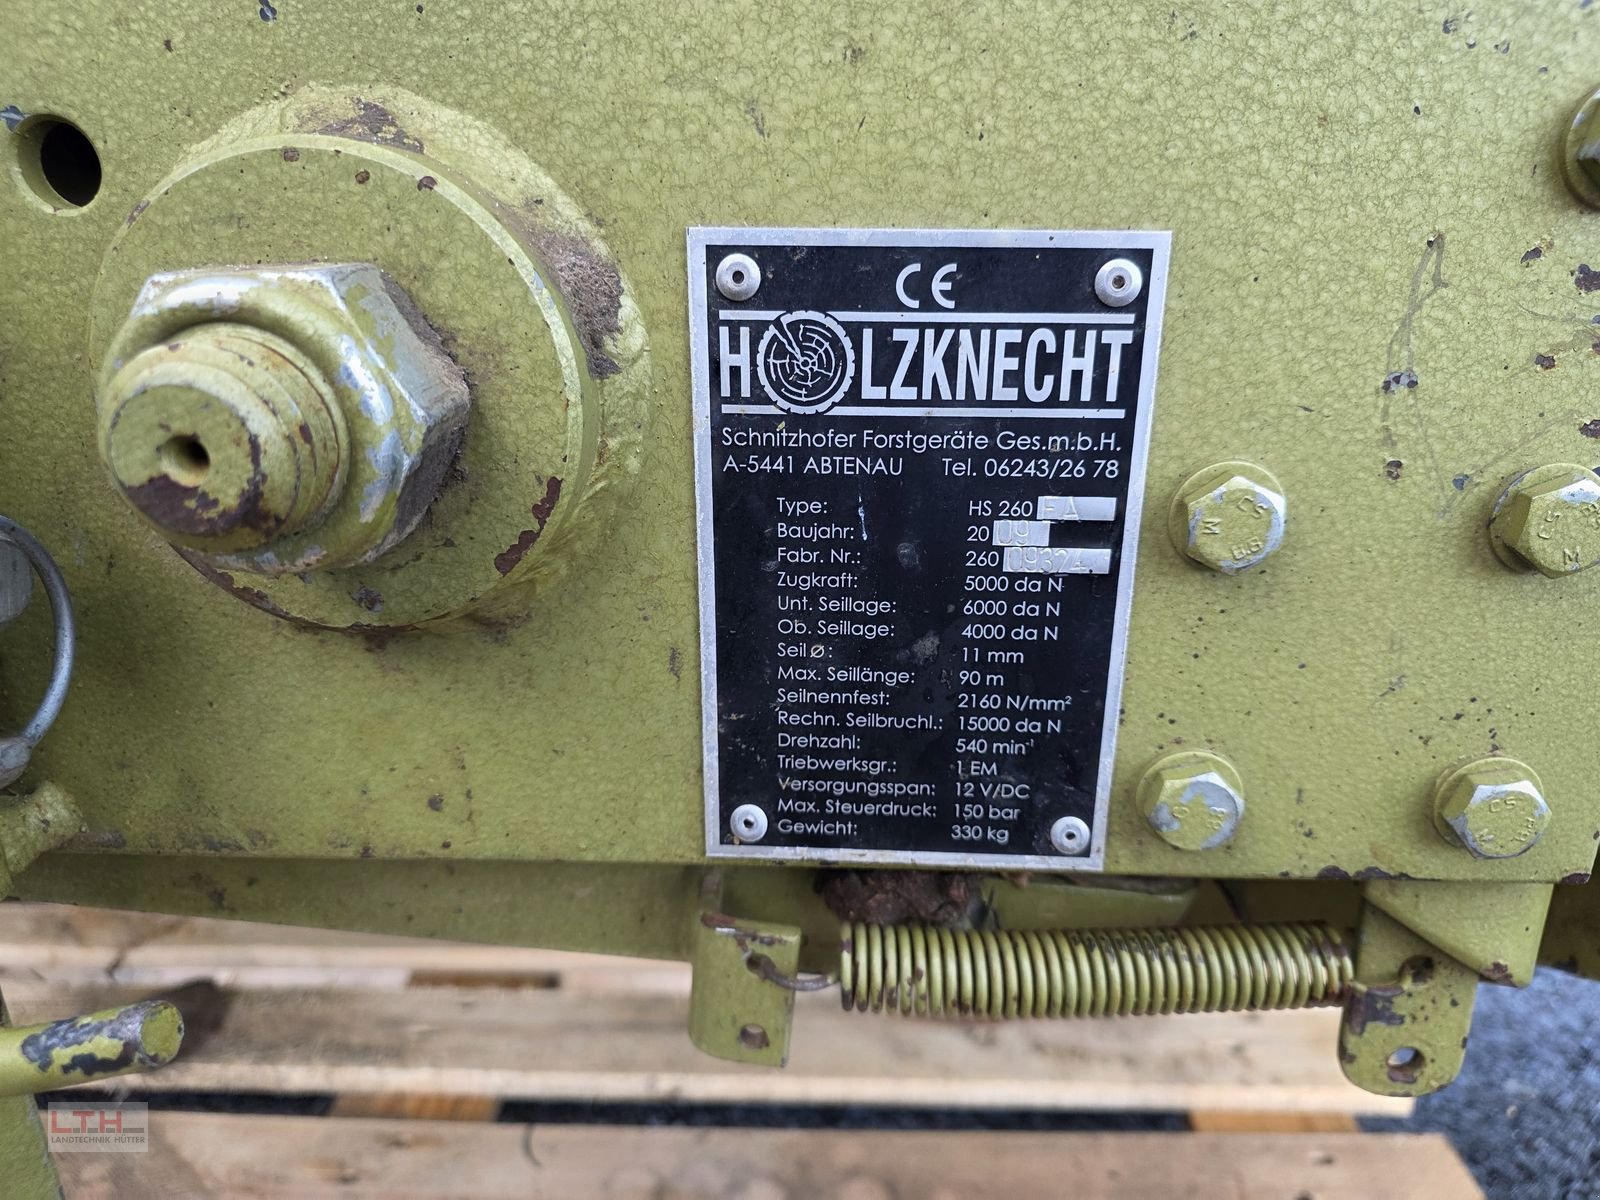 CE
HOLZKNECHT
Schnitzhofer Forstgeräte Ges.m.b.H.
A-5441 ABTENAU Tel. 06243/26 78
Type: HS 260 EA
Baujahr: 20 09
Fabr. Nr.: 260 09324
Zugkraft: 5000 da N
Unt. Seillage: 6000 da N
Ob. Seillage: 4000 da N
Seil ⌀: 11 mm
Max. Seillänge: 90 m
Seilnennfest: 2160 N/mm²
Rechn. Seilbruchl.: 15000 da N
Drehzahl: 540 min⁻¹
Triebwerksgr.: 1 EM
Versorgungsspan: 12 V/DC
Max. Steuerdruck: 150 bar
Gewicht: 330 kg
LTH
LANDTECHNIK HÜTTER